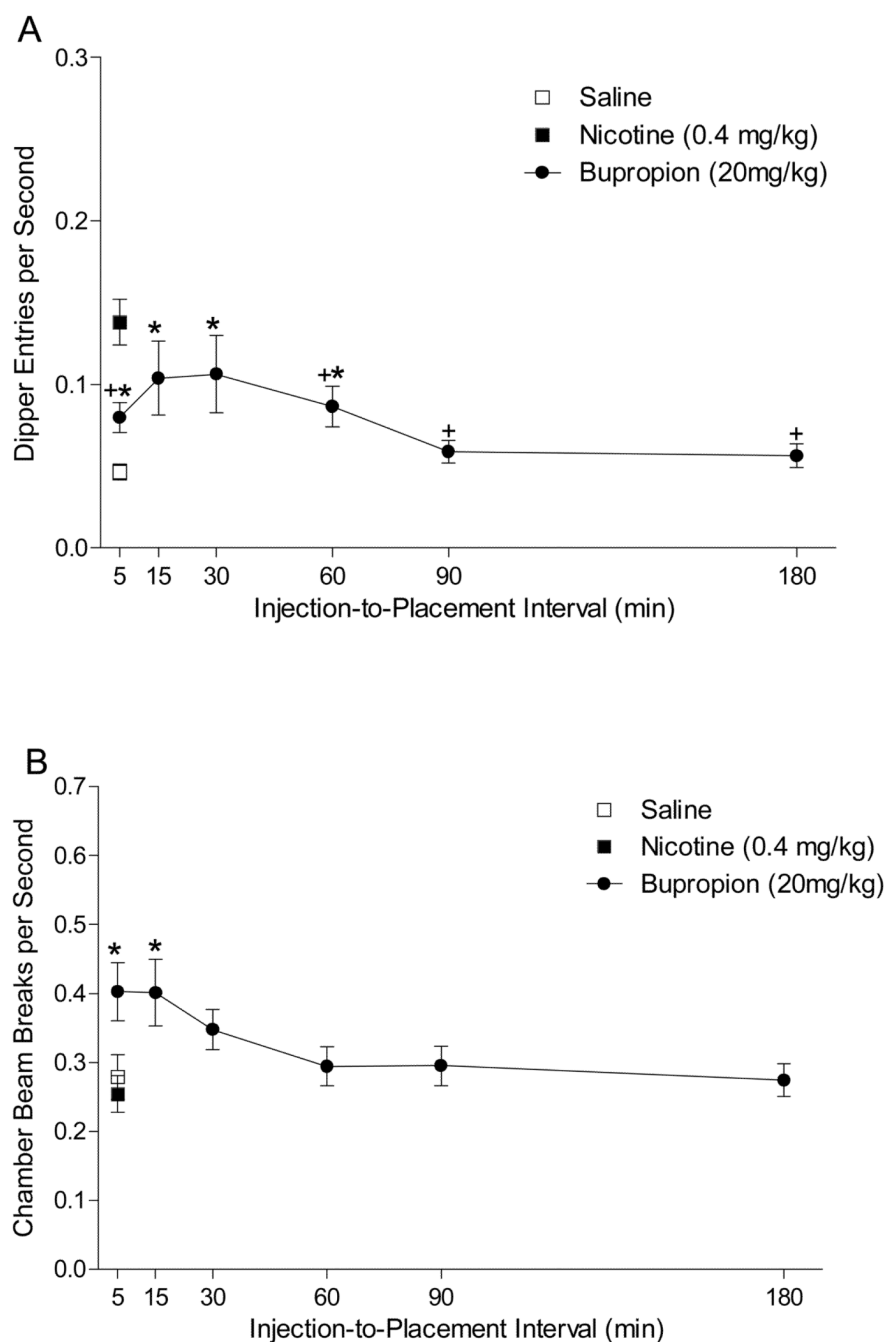 A
0.3
0.2
0.1
0.0
Dipper Entries per Second
Saline
Nicotine (0.4 mg/kg)
Bupropion (20mg/kg)
+*
*
*
+*
+
+
5 15 30 60 90 180
Injection-to-Placement Interval (min)
B
0.7
0.6
0.5
0.4
0.3
0.2
0.1
0.0
Chamber Beam Breaks per Second
Saline
Nicotine (0.4 mg/kg)
Bupropion (20mg/kg)
*
*
5 15 30 60 90 180
Injection-to-Placement Interval (min)